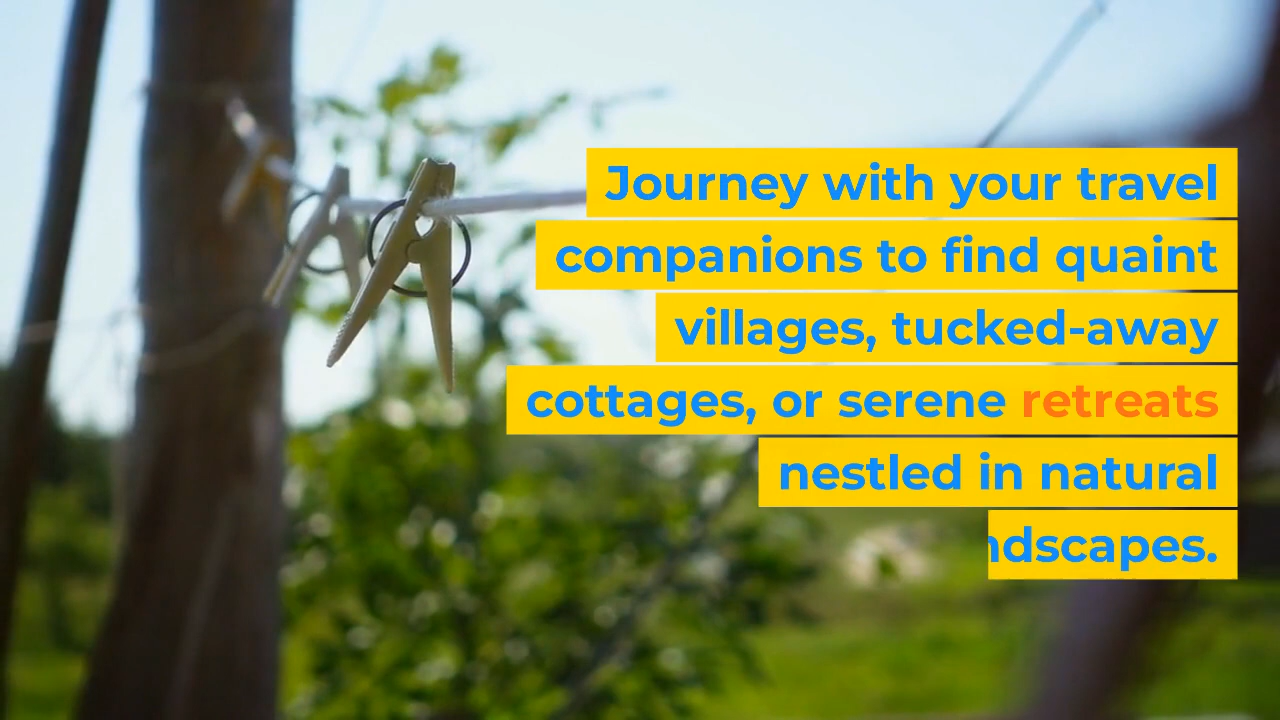 Journey with your travel
companions to find quaint
villages, tucked-away
cottages, or serene retreats
nestled in natural
ndscapes.